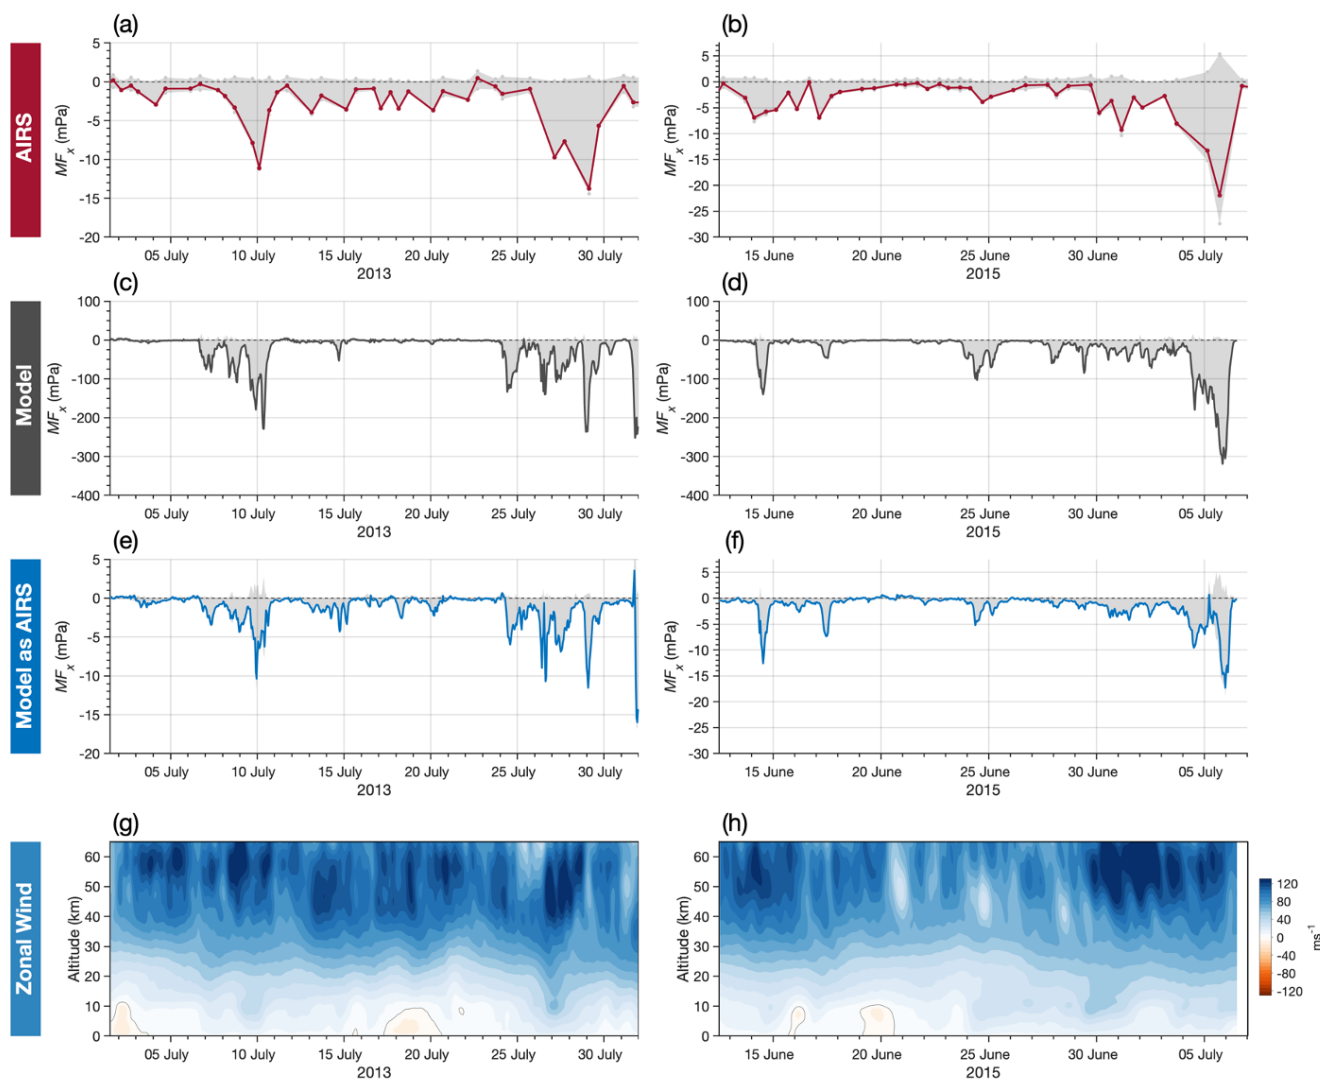 (a)
(b)
AIRS
MFx (mPa)
5
0
-5
-10
-15
-20
05 July
10 July
15 July
20 July
25 July
30 July
2013
MFx (mPa)
5
0
-5
-10
-15
-20
-25
-30
15 June
20 June
25 June
30 June
05 July
2015
(c)
(d)
Model
MFx (mPa)
100
0
-100
-200
-300
-400
05 July
10 July
15 July
20 July
25 July
30 July
2013
MFx (mPa)
100
0
-100
-200
-300
-400
15 June
20 June
25 June
30 June
05 July
2015
(e)
(f)
Model as AIRS
MFx (mPa)
5
0
-5
-10
-15
-20
05 July
10 July
15 July
20 July
25 July
30 July
2013
MFx (mPa)
5
0
-5
-10
-15
-20
-25
-30
15 June
20 June
25 June
30 June
05 July
2015
(g)
(h)
Zonal Wind
Altitude (km)
60
50
40
30
20
10
0
05 July
10 July
15 July
20 July
25 July
30 July
2013
Altitude (km)
60
50
40
30
20
10
0
15 June
20 June
25 June
30 June
05 July
2015
120
80
40
0
-40
-80
-120
ms⁻¹